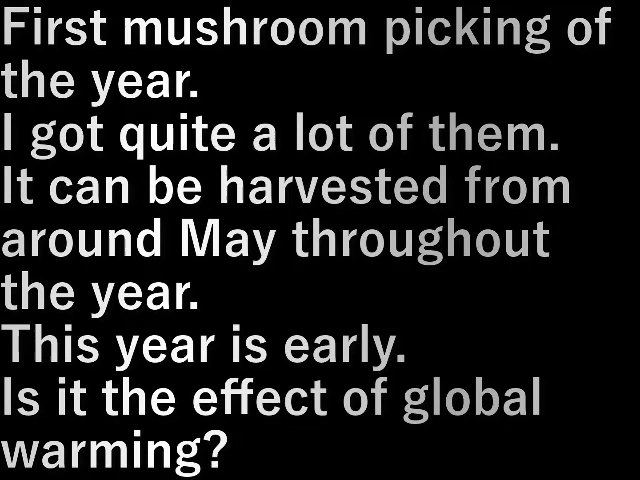 First mushroom picking of
the year.
I got quite a lot of them.
It can be harvested from
around May throughout
the year.
This year is early.
Is it the effect of global
warming?